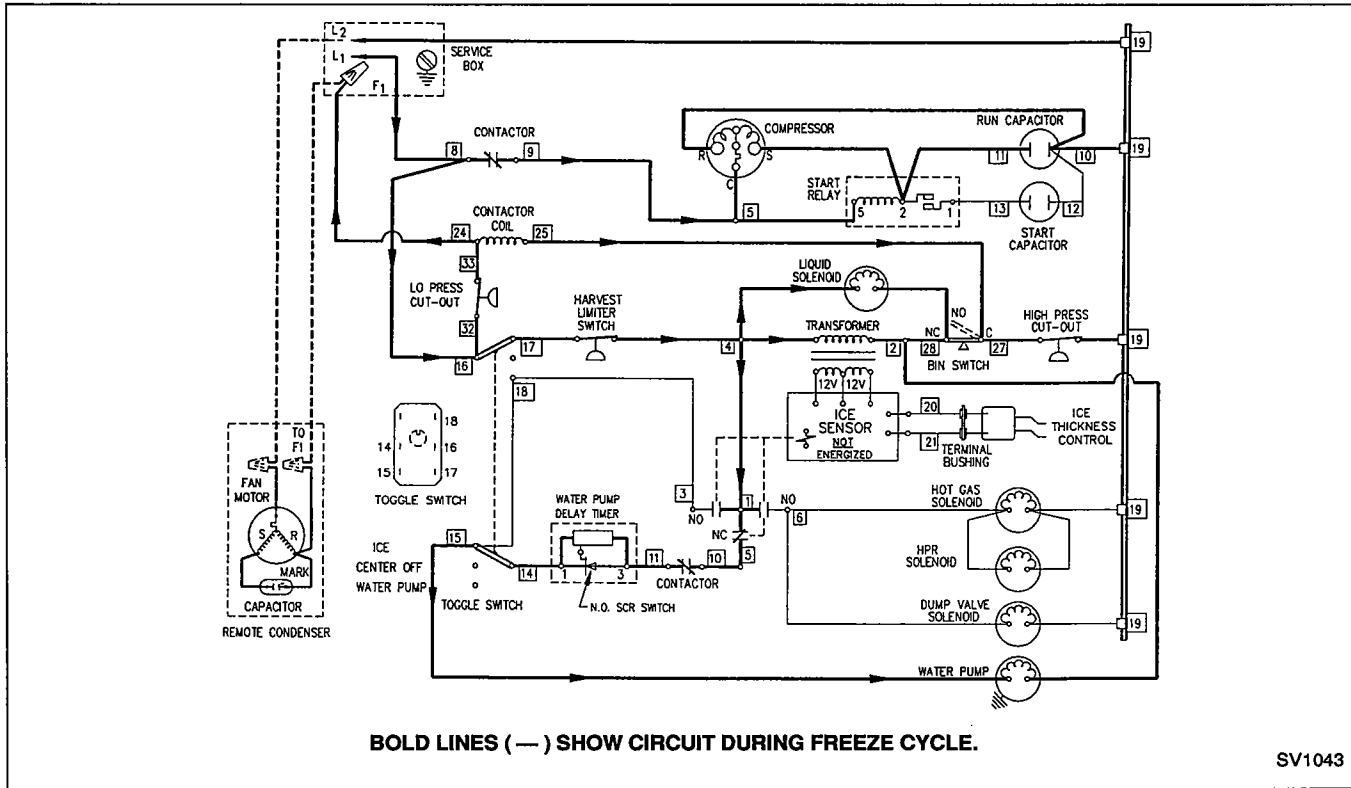 L2
19
L1
SERVICE
BOX
F1
CONTACTOR
8
9
COMPRESSOR
R
S
C
RUN CAPACITOR
11
10
19
START
RELAY
5
2
1
13
12
START
CAPACITOR
5
24
CONTACTOR
COIL
25
33
LO PRESS
CUT-OUT
32
LIQUID
SOLENOID
NO
HARVEST
LIMITER
SWITCH
TRANSFORMER
NC
C
HIGH PRESS
CUT-OUT
16
17
4
2
28
27
19
BIN SWITCH
18
12V
12V
ICE
SENSOR
NOT
ENERGIZED
20
21
TERMINAL
BUSHING
ICE
THICKNESS
CONTROL
18
14
16
15
17
TOGGLE SWITCH
TO
F1
FAN
MOTOR
S
R
MARK
CAPACITOR
REMOTE CONDENSER
3
NO
1
NO
6
NC
5
HOT GAS
SOLENOID
19
HPR
SOLENOID
WATER PUMP
DELAY TIMER
15
ICE
CENTER OFF
WATER PUMP
14
1
3
11
10
CONTACTOR
TOGGLE SWITCH
N.O. SCR SWITCH
DUMP VALVE
SOLENOID
19
WATER PUMP
BOLD LINES ( — ) SHOW CIRCUIT DURING FREEZE CYCLE.
SV1043